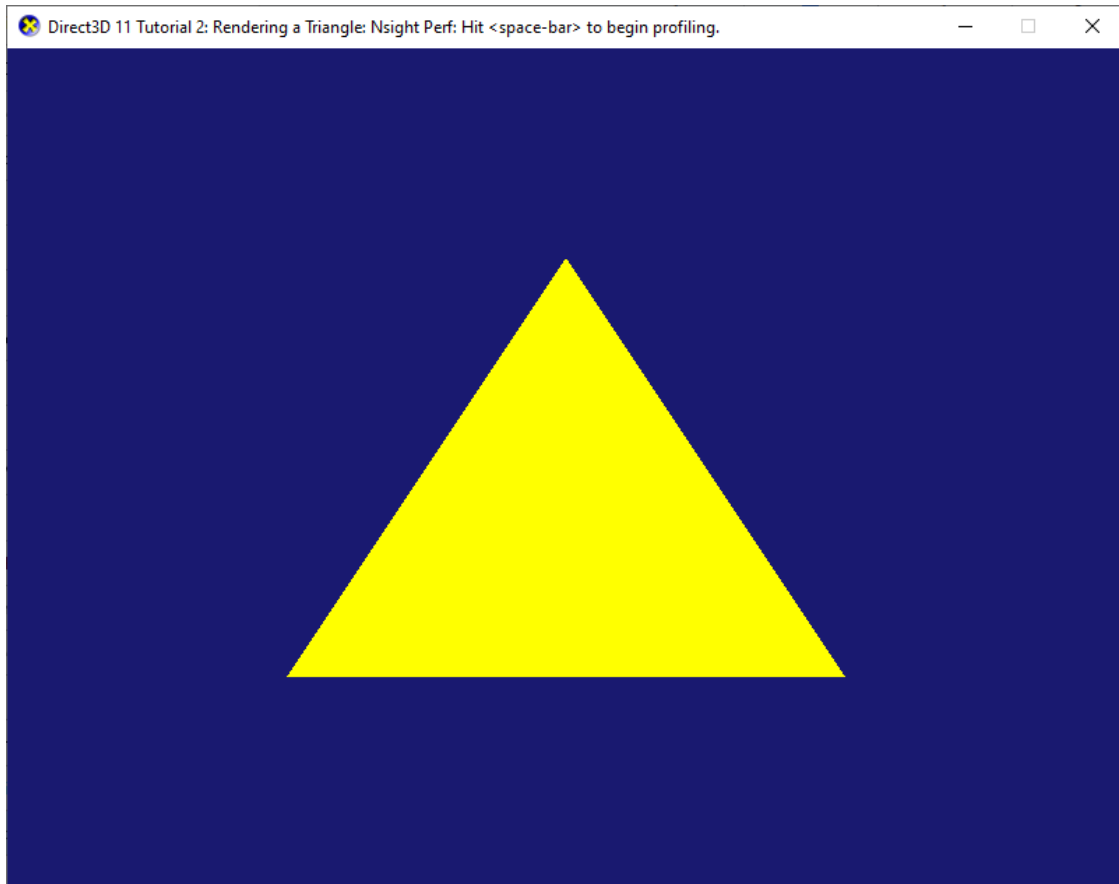 Direct3D 11 Tutorial 2: Rendering a Triangle: Nsight Perf: Hit <space-bar> to begin profiling.